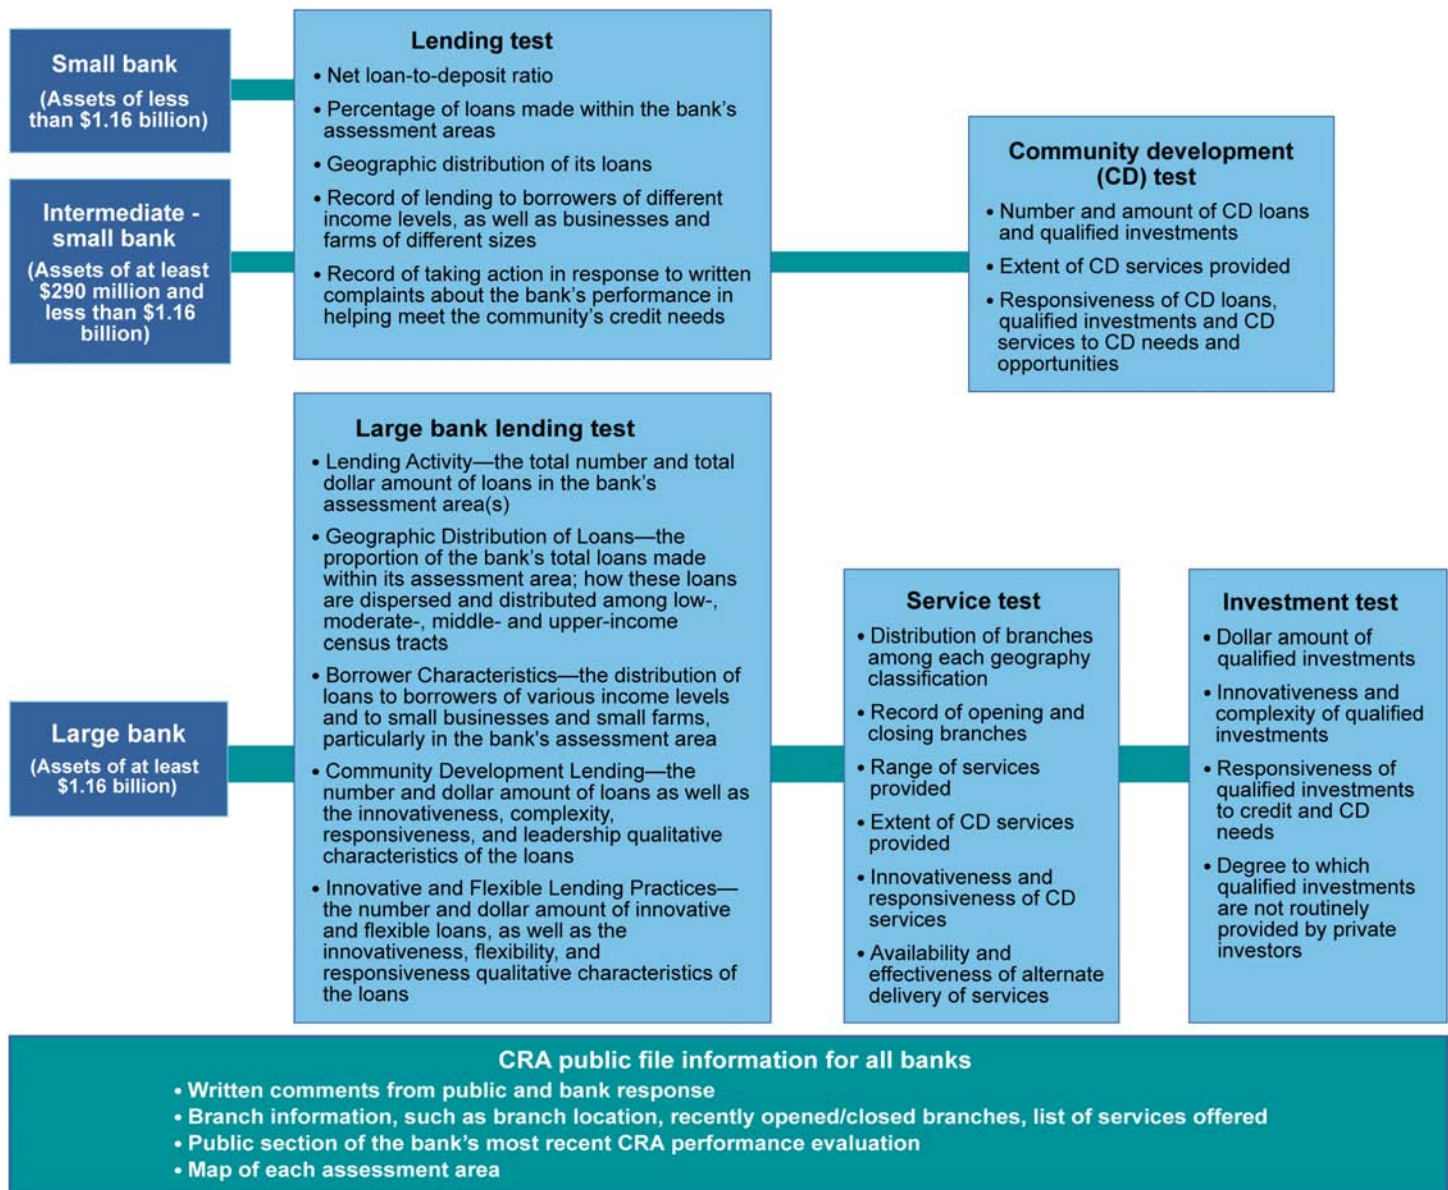 Small bank
(Assets of less
than $1.16 billion)
Lending test
• Net loan-to-deposit ratio
• Percentage of loans made within the bank's
assessment areas
• Geographic distribution of its loans
• Record of lending to borrowers of different
income levels, as well as businesses and
farms of different sizes
• Record of taking action in response to written
complaints about the bank's performance in
helping meet the community's credit needs
Intermediate -
small bank
(Assets of at least
$290 million and
less than $1.16
billion)
Community development
(CD) test
• Number and amount of CD loans
and qualified investments
• Extent of CD services provided
• Responsiveness of CD loans,
qualified investments and CD
services to CD needs and
opportunities
Large bank
(Assets of at least
$1.16 billion)
Large bank lending test
• Lending Activity—the total number and total
dollar amount of loans in the bank's
assessment area(s)
• Geographic Distribution of Loans—the
proportion of the bank's total loans made
within its assessment area; how these loans
are dispersed and distributed among low-,
moderate-, middle- and upper-income
census tracts
• Borrower Characteristics—the distribution of
loans to borrowers of various income levels
and to small businesses and small farms,
particularly in the bank's assessment area
• Community Development Lending—the
number and dollar amount of loans as well as
the innovativeness, complexity,
responsiveness, and leadership qualitative
characteristics of the loans
• Innovative and Flexible Lending Practices—
the number and dollar amount of innovative
and flexible loans, as well as the
innovativeness, flexibility, and
responsiveness qualitative characteristics of
the loans
Service test
• Distribution of branches
among each geography
classification
• Record of opening and
closing branches
• Range of services
provided
• Extent of CD services
provided
• Innovativeness and
responsiveness of CD
services
• Availability and
effectiveness of alternate
delivery of services
Investment test
• Dollar amount of
qualified investments
• Innovativeness and
complexity of qualified
investments
• Responsiveness of
qualified investments
to credit and CD
needs
• Degree to which
qualified investments
are not routinely
provided by private
investors
CRA public file information for all banks
• Written comments from public and bank response
• Branch information, such as branch location, recently opened/closed branches, list of services offered
• Public section of the bank's most recent CRA performance evaluation
• Map of each assessment area